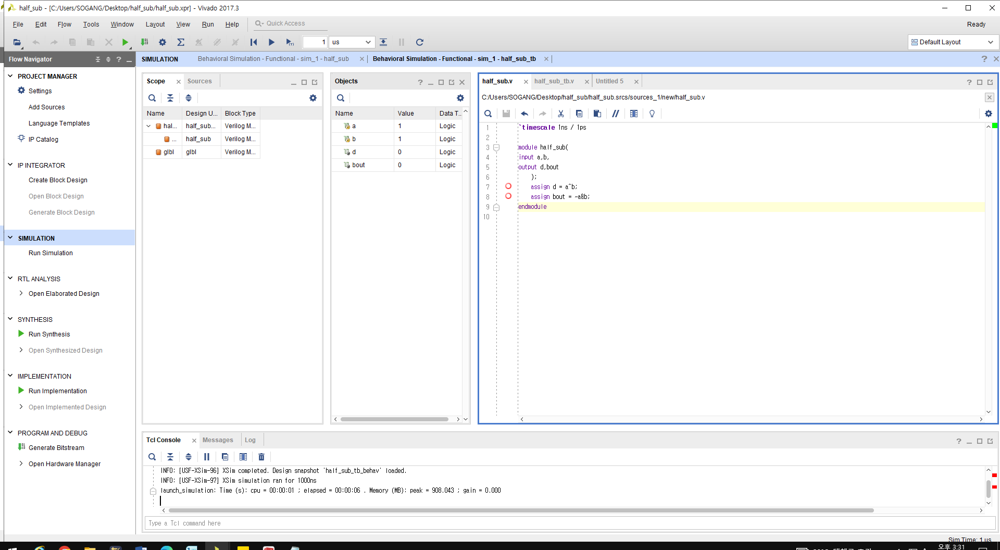 half_sub - [C:/Users/SOGANG/Desktop/half_sub/half_sub.xpr] - Vivado 2017.3
File Edit Flow Tools Window Layout View Run Help Quick Access Ready
1 us Default Layout
Flow Navigator
PROJECT MANAGER
Settings
Add Sources
Language Templates
IP Catalog
IP INTEGRATOR
Create Block Design
Open Block Design
Generate Block Design
SIMULATION
Run Simulation
RTL ANALYSIS
Open Elaborated Design
SYNTHESIS
Run Synthesis
Open Synthesized Design
IMPLEMENTATION
Run Implementation
Open Implemented Design
PROGRAM AND DEBUG
Generate Bitstream
Open Hardware Manager
SIMULATION Behavioral Simulation - Functional - sim_1 - half_sub Behavioral Simulation - Functional - sim_1 - half_sub_tb
Scope Sources
Name Design U... Block Type
hal... half_sub... Verilog M...
... half_sub Verilog M...
glbl glbl Verilog M...
Objects
Name Value Data T...
a 1 Logic
b 1 Logic
d 0 Logic
bout 0 Logic
half_sub.v half_sub_tb.v Untitled 5
C:/Users/SOGANG/Desktop/half_sub/half_sub.srcs/sources_1/new/half_sub.v
1 `timescale 1ns / 1ps
2
3 module half_sub(
4 input a,b,
5 output d,bout
6 );
7 assign d = a^b;
8 assign bout = ~a&b;
9 endmodule
10
Tcl Console Messages Log
INFO: [USF-XSim-96] XSim completed. Design snapshot 'half_sub_tb_behav' loaded.
INFO: [USF-XSim-97] XSim simulation ran for 1000ns
launch_simulation: Time (s): cpu = 00:00:01 ; elapsed = 00:00:06 . Memory (MB): peak = 908.043 ; gain = 0.000
Type a Tcl command here
Sim Time: 1 us
오후 3:31